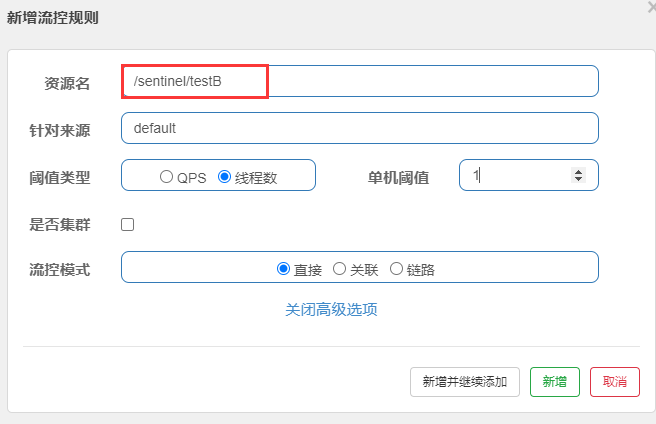 新增流控规则
资源名 /sentinel/testB
针对来源 default
阈值类型 QPS 线程数 单机阈值 1
是否集群
流控模式 直接 关联 链路
关闭高级选项
新增并继续添加 新增 取消